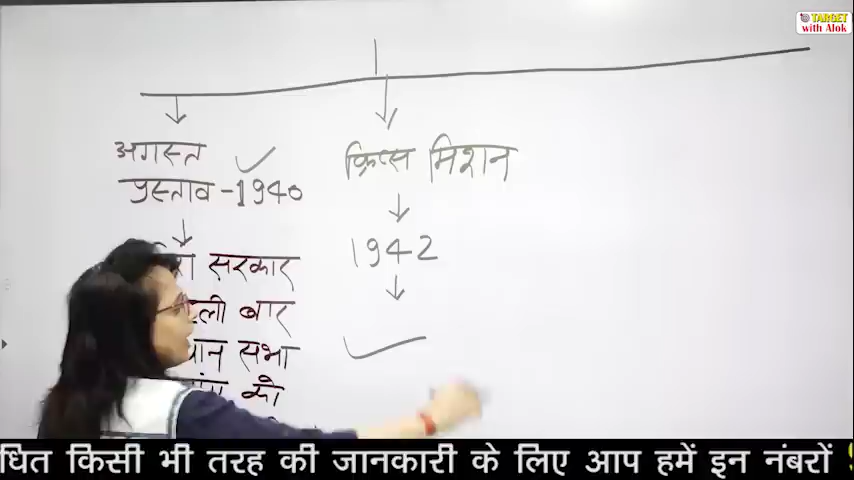 TARGET
with Alok
अगस्त
प्रस्ताव -1940
सरकार
बार
सभा
को
क्रिप्स मिशन
1942
धित किसी भी तरह की जानकारी के लिए आप हमें इन नंबरों